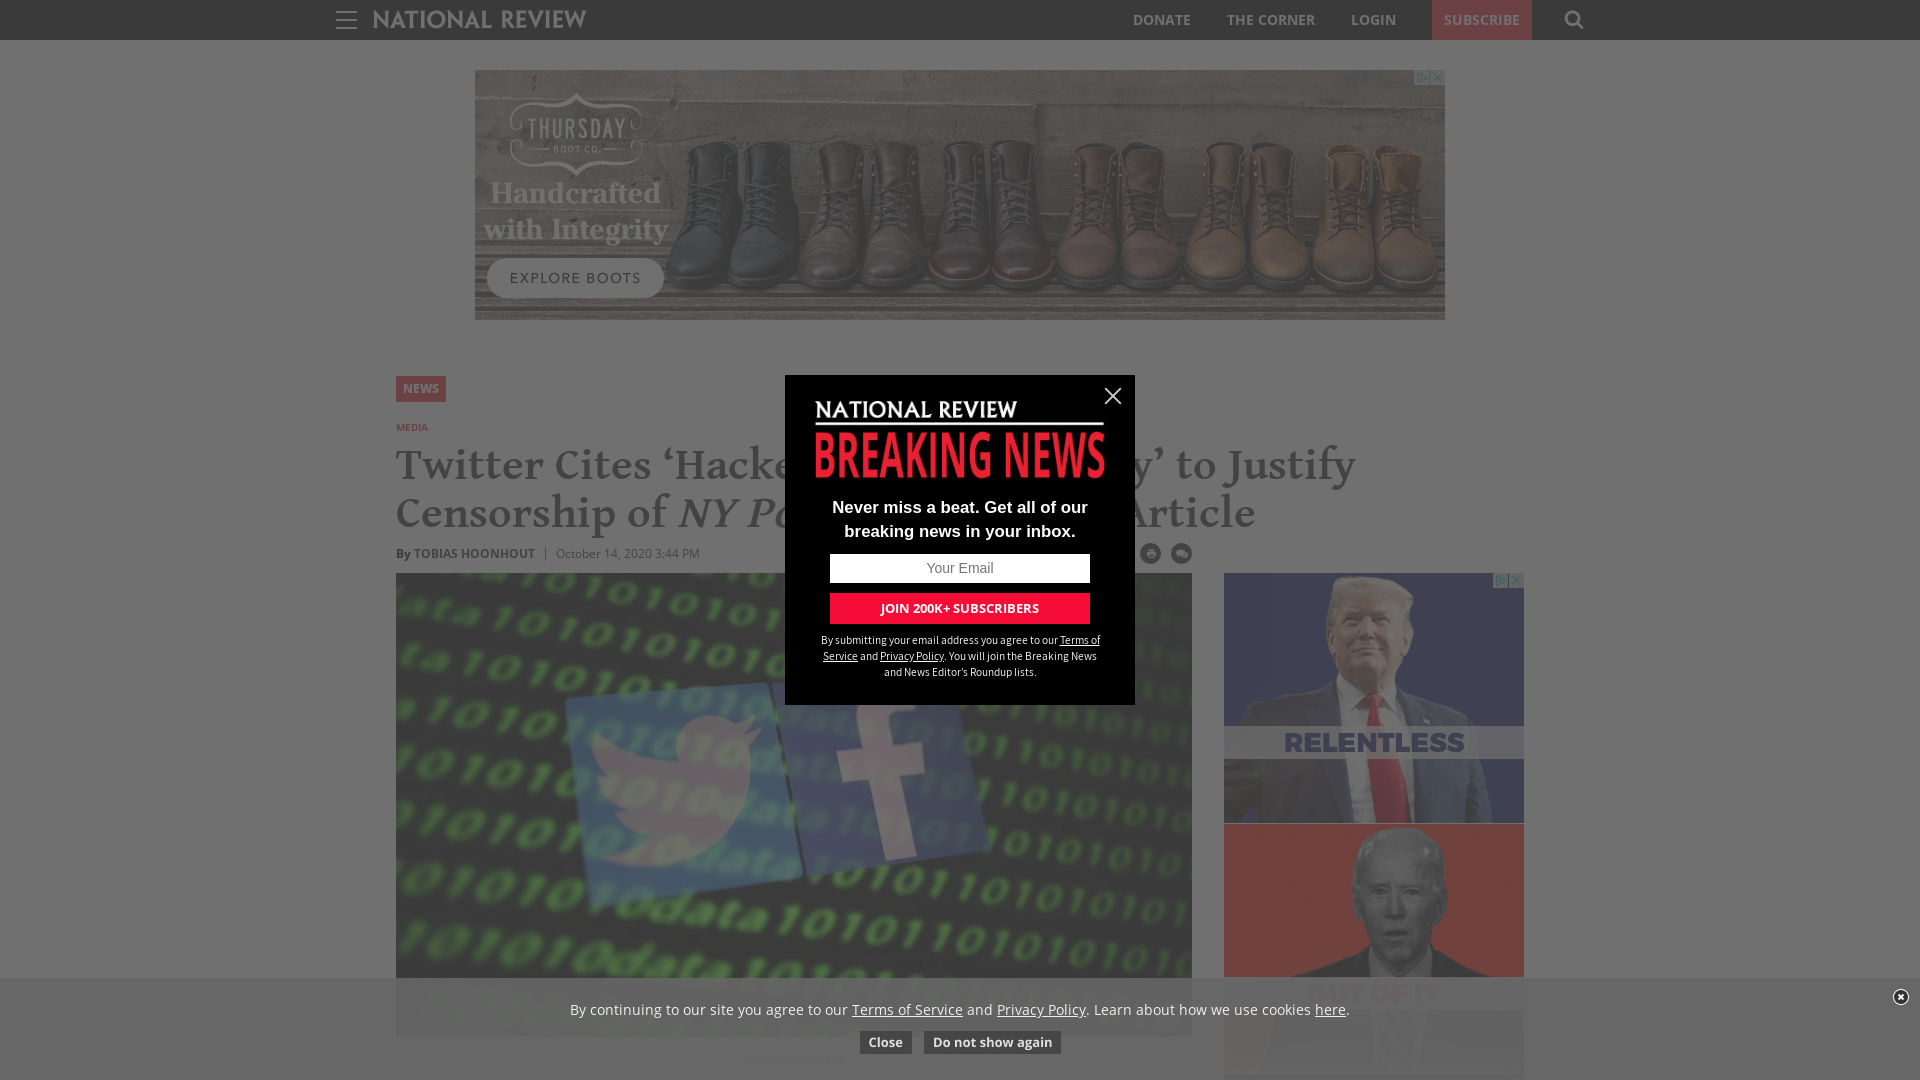 NATIONAL REVIEW
DONATE
THE CORNER
LOGIN
SUBSCRIBE
THURSDAY
BOOT CO.
Handcrafted
with Integrity
EXPLORE BOOTS
NEWS
MEDIA
Twitter Cites ‘Hacke y’ to Justify
Censorship of NY Po Article
By TOBIAS HOONHOUT
October 14, 2020 3:44 PM
NATIONAL REVIEW
BREAKING NEWS
Never miss a beat. Get all of our
breaking news in your inbox.
Your Email
JOIN 200K+ SUBSCRIBERS
By submitting your email address you agree to our Terms of
Service and Privacy Policy. You will join the Breaking News
and News Editor's Roundup lists.
RELENTLESS
OUT OF IT
By continuing to our site you agree to our Terms of Service and Privacy Policy. Learn about how we use cookies here.
Close
Do not show again